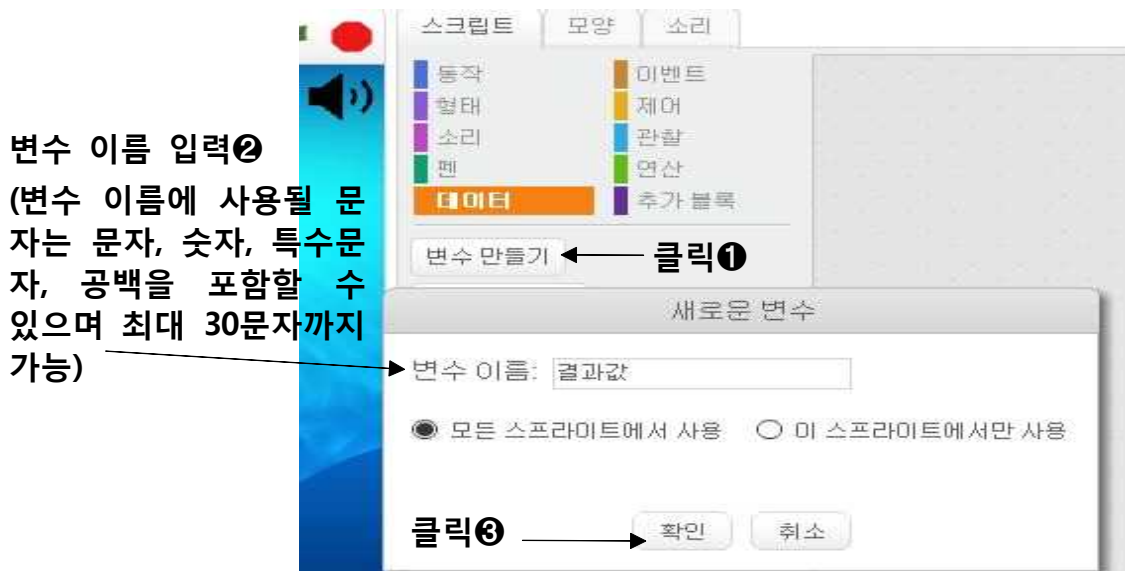 스크립트 모양 소리
동작 이벤트
형태 제어
소리 관찰
펜 연산
데이터 추가 블록
변수 만들기 클릭❶
변수 이름 입력❷
(변수 이름에 사용될 문
자는 문자, 숫자, 특수문
자, 공백을 포함할 수
있으며 최대 30문자까지
가능)
새로운 변수
변수 이름: 결과값
모든 스프라이트에서 사용 이 스프라이트에서만 사용
클릭❸ 확인 취소